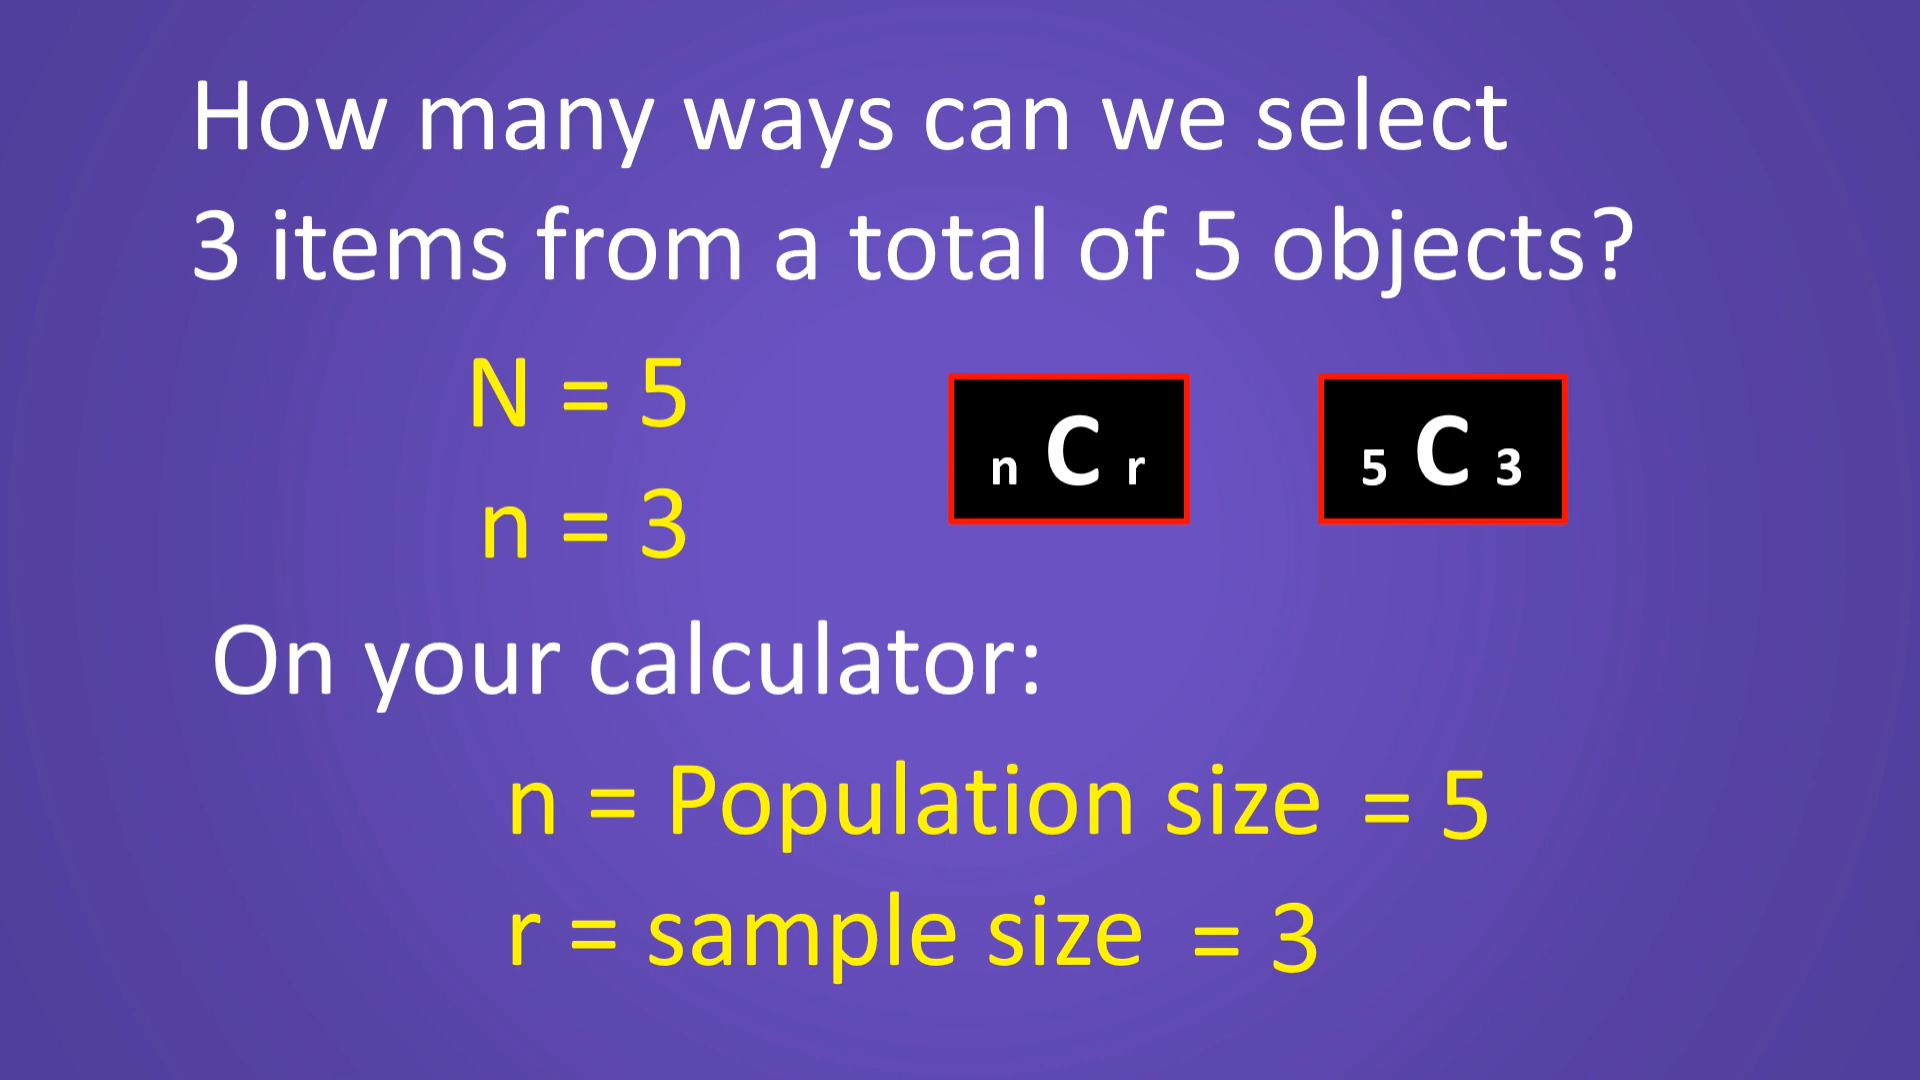 How many ways can we select
3 items from a total of 5 objects?
N = 5
n = 3
n C r
5 C 3
On your calculator:
n = Population size = 5
r = sample size = 3